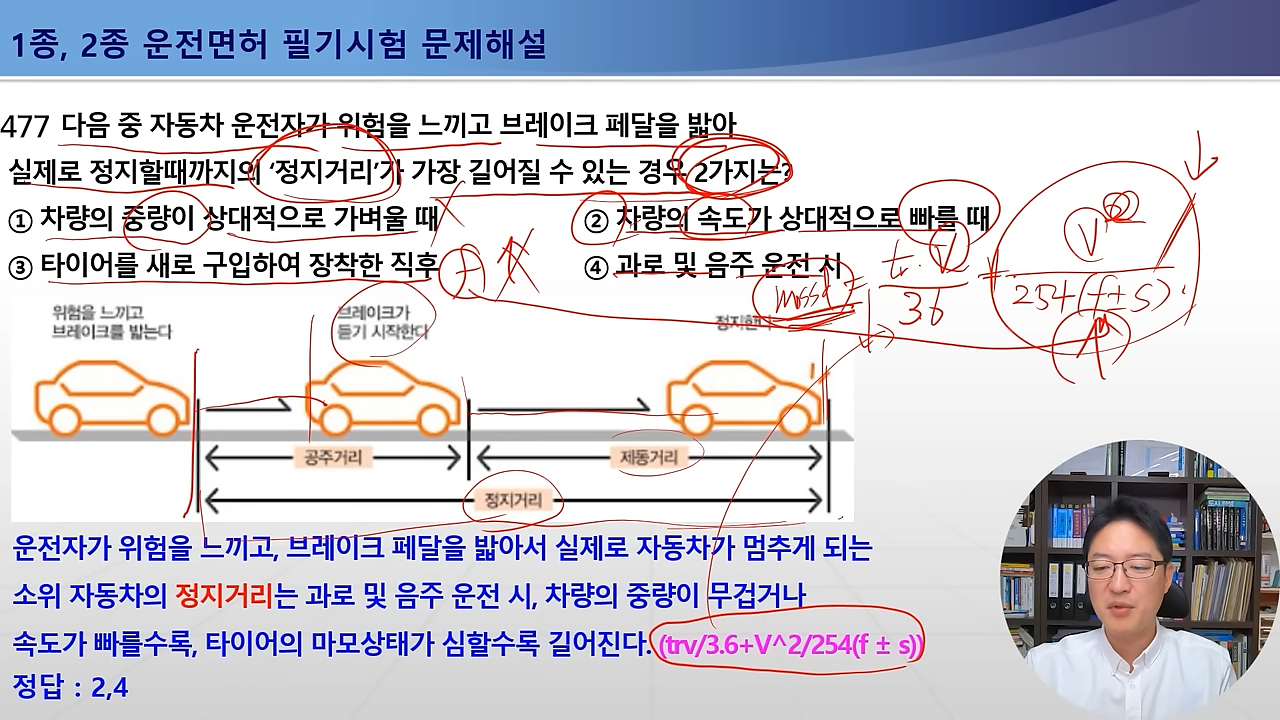 1종, 2종 운전면허 필기시험 문제해설
477 다음 중 자동차 운전자가 위험을 느끼고 브레이크 페달을 밟아
실제로 정지할때까지의 '정지거리'가 가장 길어질 수 있는 경우 2가지는?
① 차량의 중량이 상대적으로 가벼울 때
② 차량의 속도가 상대적으로 빠를 때
③ 타이어를 새로 구입하여 장착한 직후
④ 과로 및 음주 운전 시
mssd = tr·V/36 + V²/254(f±s)
위험을 느끼고
브레이크를 밟는다
브레이크가
듣기 시작한다
정지한다
공주거리
제동거리
정지거리
운전자가 위험을 느끼고, 브레이크 페달을 밟아서 실제로 자동차가 멈추게 되는
소위 자동차의 정지거리는 과로 및 음주 운전 시, 차량의 중량이 무겁거나
속도가 빠를수록, 타이어의 마모상태가 심할수록 길어진다. (trv/3.6+V^2/254(f ± s))
정답 : 2,4